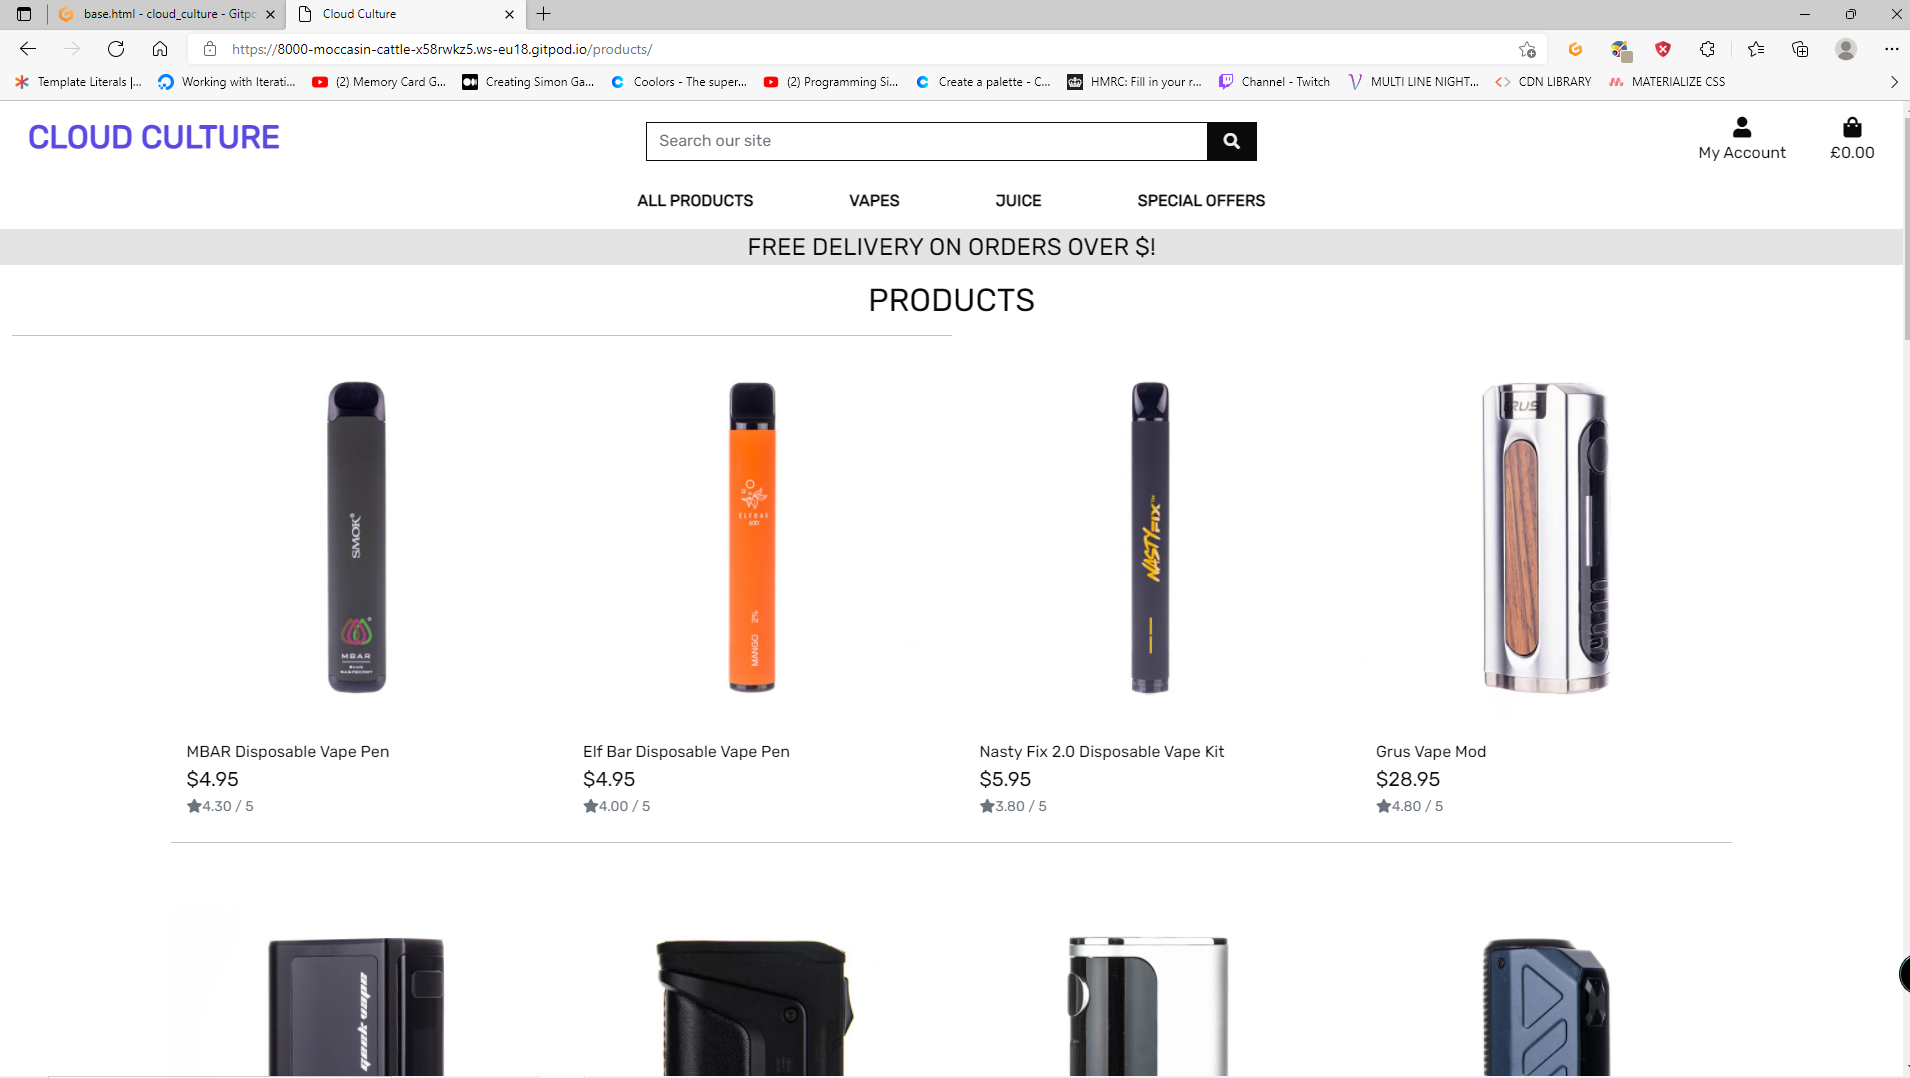 base.html - cloud_culture - Gitpo
Cloud Culture
https://8000-moccasin-cattle-x58rwkz5.ws-eu18.gitpod.io/products/
Template Literals |...
Working with Iterati...
(2) Memory Card G...
Creating Simon Ga...
Coolors - The super...
(2) Programming Si...
Create a palette - C...
HMRC: Fill in your r...
Channel - Twitch
MULTI LINE NIGHT...
CDN LIBRARY
MATERIALIZE CSS
CLOUD CULTURE
Search our site
My Account
£0.00
ALL PRODUCTS
VAPES
JUICE
SPECIAL OFFERS
FREE DELIVERY ON ORDERS OVER $!
PRODUCTS
SMOK®
MBAR
BLUE
RASPBERRY
ELFBAR
600
MANGO 2%
NASTY FIX™
GRUS
MBAR Disposable Vape Pen
$4.95
4.30 / 5
Elf Bar Disposable Vape Pen
$4.95
4.00 / 5
Nasty Fix 2.0 Disposable Vape Kit
$5.95
3.80 / 5
Grus Vape Mod
$28.95
4.80 / 5
geek vape